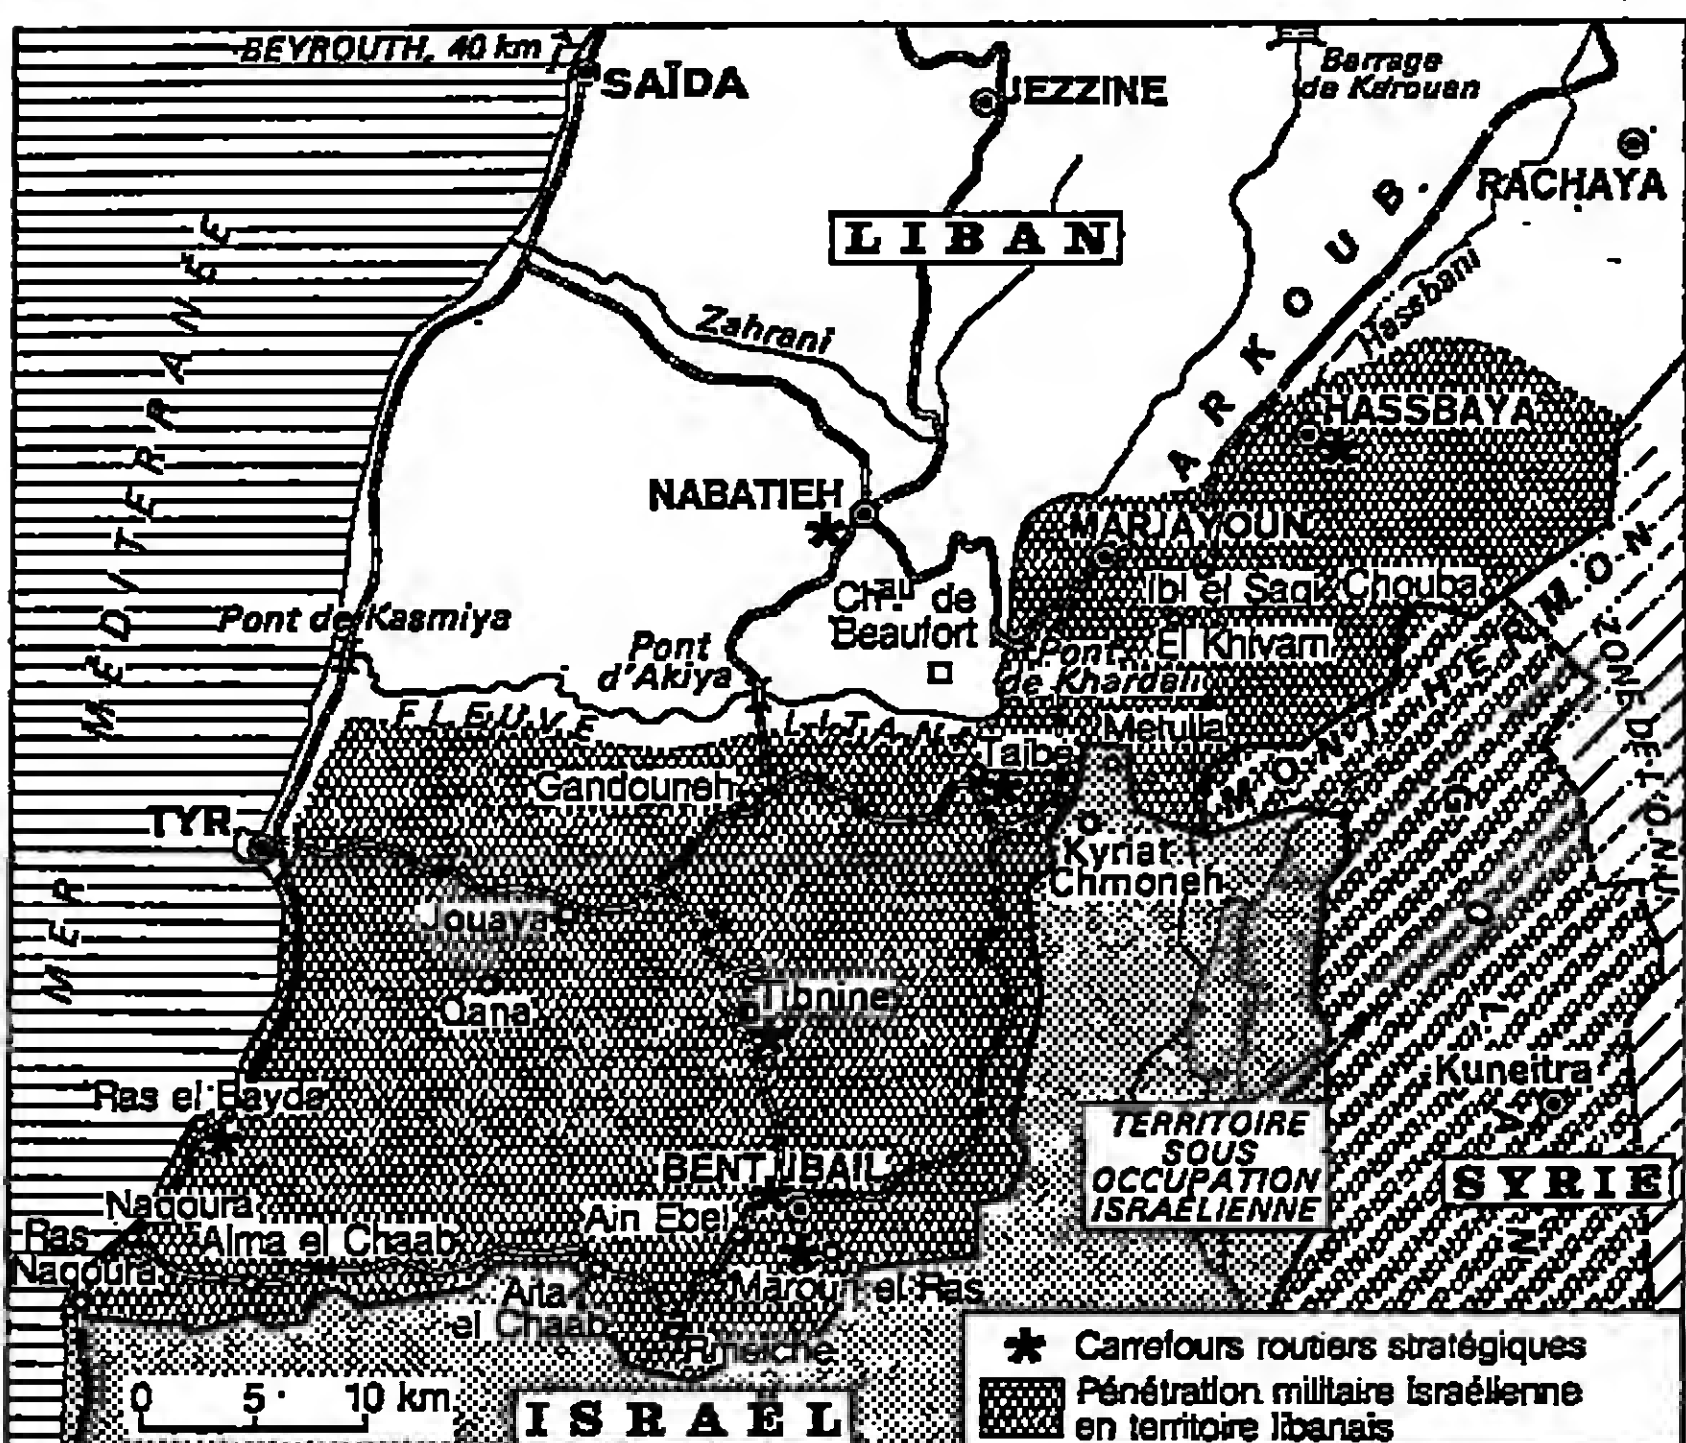 BEYROUTH, 40 km
SAÏDA
JEZZINE
Barrage
de Karouan
RACHAYA
LIBAN
ARKOUB
Hassbani
Zahrani
MER MÉDITERRANÉE
HASSBAYA
NABATIEH
MARJAYOUN
Ibl el Saqi
Chouba
Chau. de
Beaufort
El Khiyam
Pont de Kasmiya
Pont
d'Akiya
Pont
de Khardali
MONT HERMON
ZONE DE L'O.N.U.
FLEUVE LITANI
Metulla
Taïbe
Gandouneh
TYR
Kyriat
Chmoneh
GOLAN
Jouaya
Qana
Tibnine
Kuneitra
Ras el Bayda
TERRITOIRE
SOUS
OCCUPATION
ISRAÉLIENNE
BENT JBAIL
SYRIE
Naqoura
Ain Ebel
Ras
Naqoura
Alma el Chaab
Maroun el Ras
Aita
el Chaab
Rmeiche
0 5 10 km
ISRAËL
Carrefours routiers stratégiques
Pénétration militaire israélienne
en territoire libanais